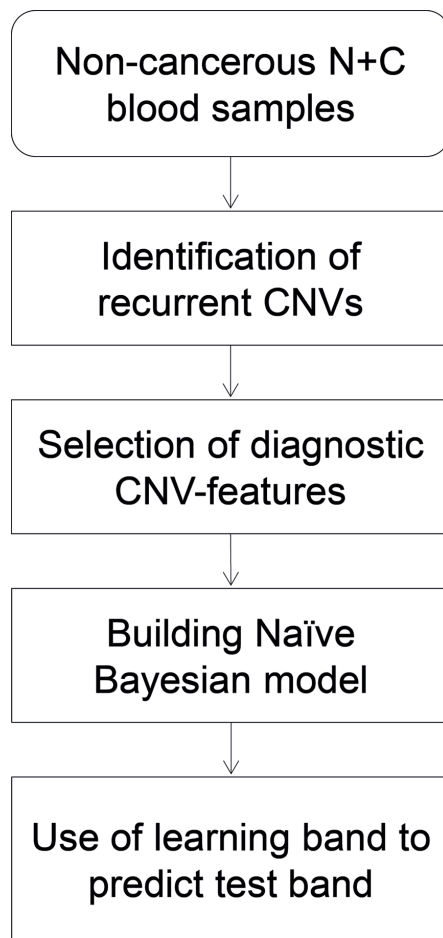 Non-cancerous N+C
blood samples
Identification of
recurrent CNVs
Selection of diagnostic
CNV-features
Building Naïve
Bayesian model
Use of learning band to
predict test band